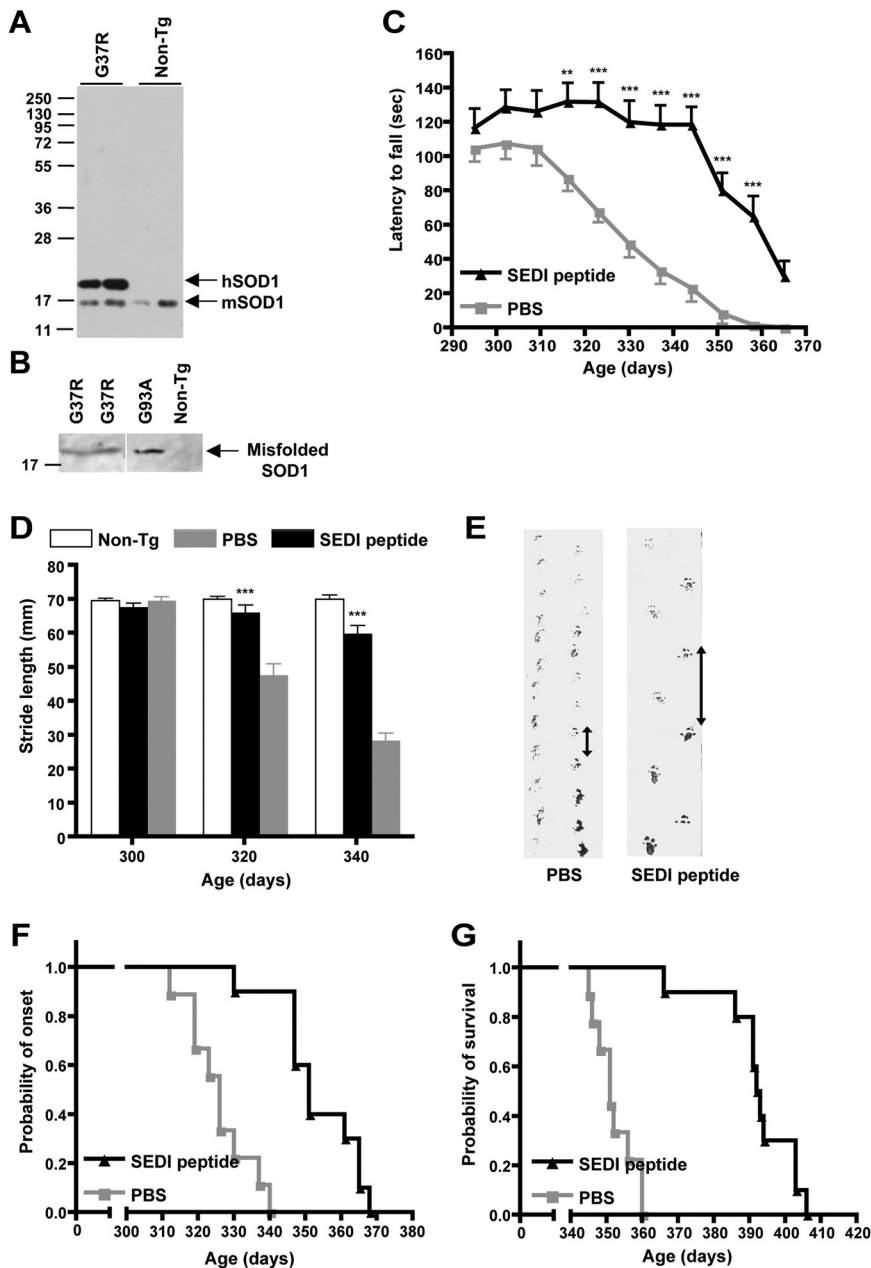 A
G37R
Non-Tg
250
130
95
72
55
36
28
17
11
hSOD1
mSOD1
B
G37R
G37R
G93A
Non-Tg
17
Misfolded
SOD1
C
Latency to fall (sec)
160
140
120
100
80
60
40
20
0
** *** *** *** *** *** ***
SEDI peptide
PBS
290 300 310 320 330 340 350 360 370
Age (days)
D
Non-Tg PBS SEDI peptide
Stride length (mm)
80
70
60
50
40
30
20
10
0
*** ***
300 320 340
Age (days)
E
PBS SEDI peptide
F
Probability of onset
1.0
0.8
0.6
0.4
0.2
0.0
SEDI peptide
PBS
0 300 310 320 330 340 350 360 370 380
Age (days)
G
Probability of survival
1.0
0.8
0.6
0.4
0.2
0.0
SEDI peptide
PBS
0 340 350 360 370 380 390 400 410 420
Age (days)